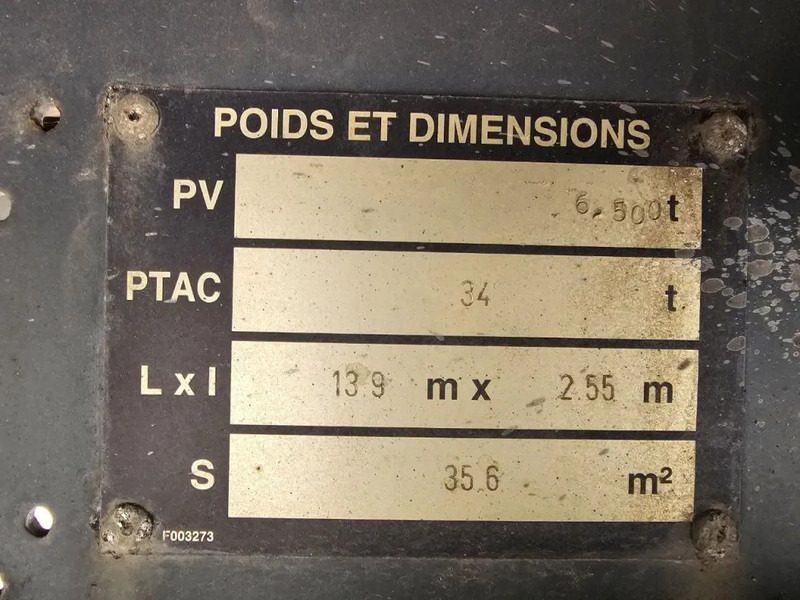 POIDS ET DIMENSIONS
PV 6.500 t
PTAC 34 t
L x l 13 9 m x 2.55 m
S 35 6 m²
F003273